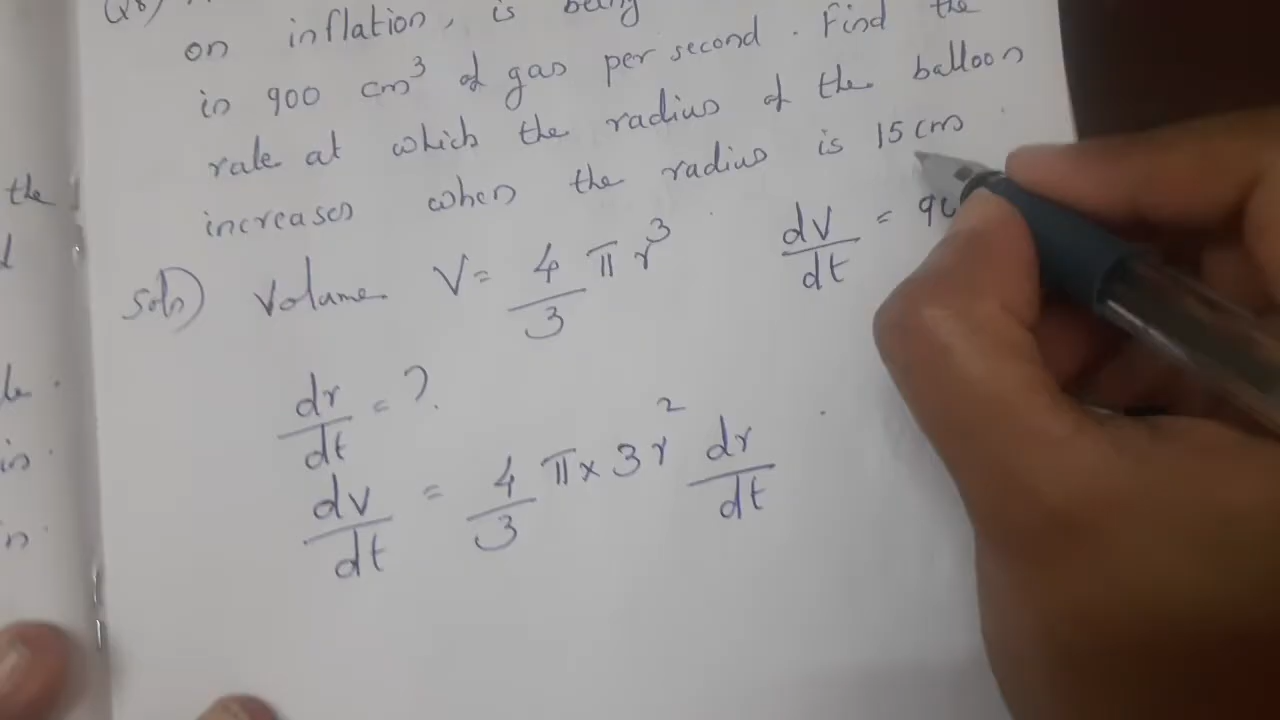 on inflation, is being
in 900 cm³ of gas per second. Find the
rate at which the radius of the balloon
increases when the radius is 15 cm
the
Soln) Volume V = 4/3 π r³ dV/dt =
dr/dt = ?
dV/dt = 4/3 π × 3r² dr/dt
in.